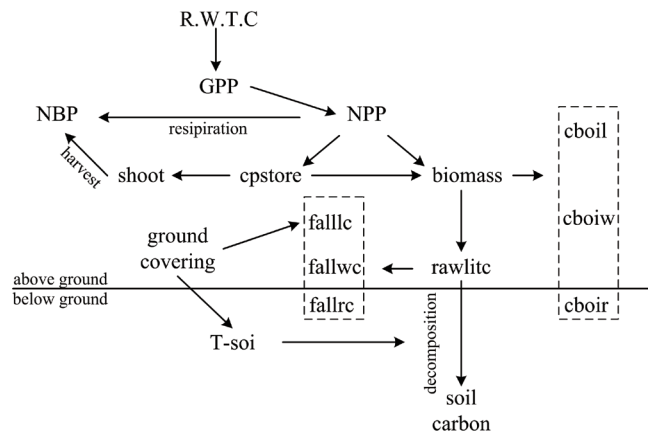 R.W.T.C
GPP
NBP
resipiration
NPP
cboil
harvest
shoot
cpstore
biomass
falllc
cboiw
ground
covering
fallwc
rawlitc
above ground
below ground
fallrc
cboir
T-soi
decomposition
soil
carbon